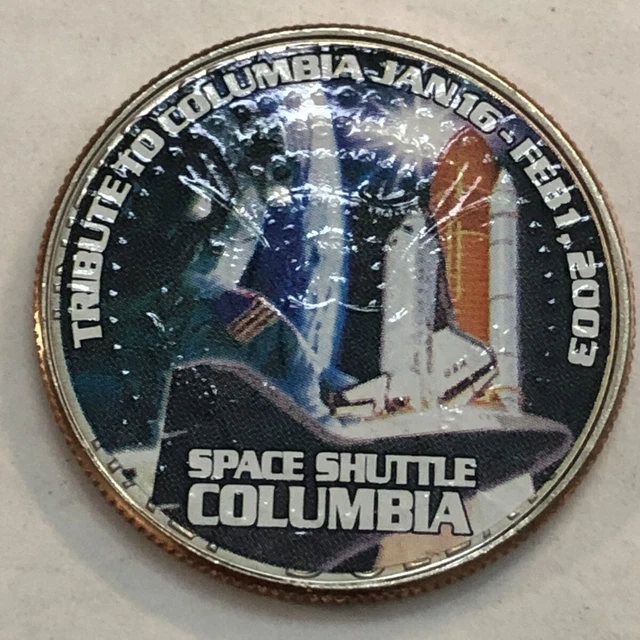 TRIBUTE TO COLUMBIA JAN 16 - FEB 1, 2003
SPACE SHUTTLE
COLUMBIA